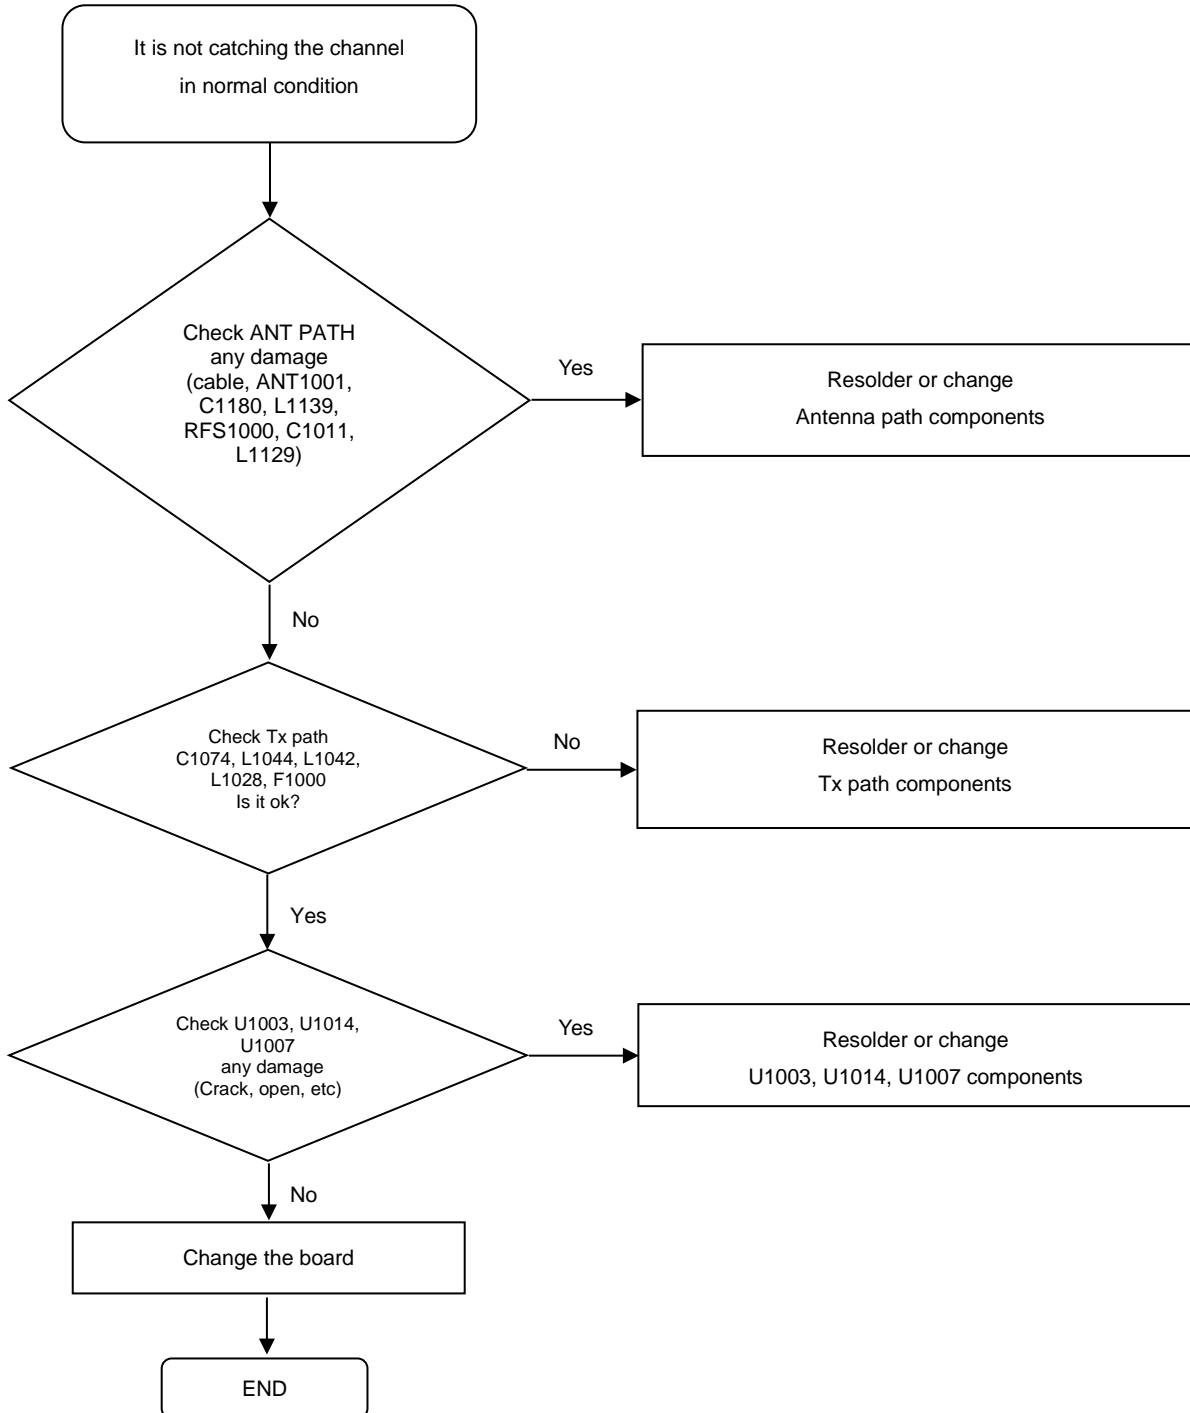 It is not catching the channel
in normal condition
Check ANT PATH
any damage
(cable, ANT1001,
C1180, L1139,
RFS1000, C1011,
L1129)
Yes
Resolder or change
Antenna path components
No
Check Tx path
C1074, L1044, L1042,
L1028, F1000
Is it ok?
No
Resolder or change
Tx path components
Yes
Check U1003, U1014,
U1007
any damage
(Crack, open, etc)
Yes
Resolder or change
U1003, U1014, U1007 components
No
Change the board
END